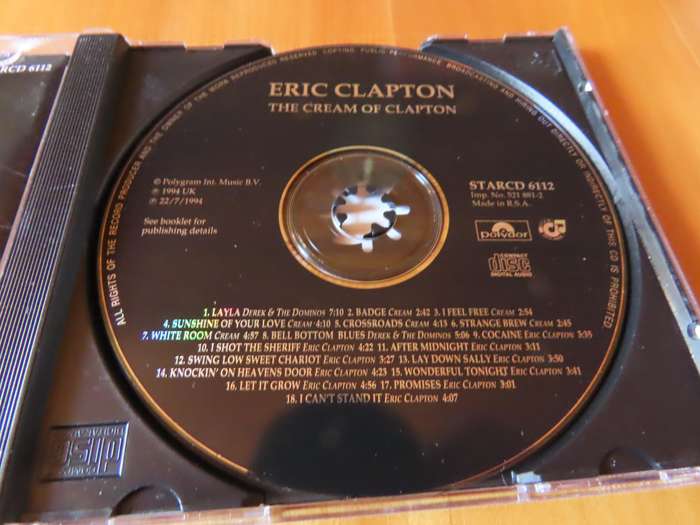 ARCD 6112
ALL RIGHTS OF THE RECORD PRODUCER AND THE OWNER OF THE WORK REPRODUCED RESERVED. COPYING, PUBLIC PERFORMANCE, BROADCASTING AND HIRING OUT DIRECTLY OR INDIRECTLY OF THIS CD IS PROHIBITED
ERIC CLAPTON
THE CREAM OF CLAPTON
℗ Polygram Int. Music B.V.
© 1994 UK
℗ 22/7/1994
See booklet for
publishing details
STARCD 6112
Imp. No. 521 881-2
Made in R.S.A.
Polydor
COMPACT
disc
DIGITAL AUDIO
1. LAYLA DEREK & THE DOMINOS 7:10 2. BADGE CREAM 2:42 3. I FEEL FREE CREAM 2:54
4. SUNSHINE OF YOUR LOVE CREAM 4:10 5. CROSSROADS CREAM 4:13 6. STRANGE BREW CREAM 2:45
7. WHITE ROOM CREAM 4:57 8. BELL BOTTOM BLUES DEREK & THE DOMINOS 5:06 9. COCAINE ERIC CLAPTON 3:35
10. I SHOT THE SHERIFF ERIC CLAPTON 4:22 11. AFTER MIDNIGHT ERIC CLAPTON 3:11
12. SWING LOW SWEET CHARIOT ERIC CLAPTON 3:27 13. LAY DOWN SALLY ERIC CLAPTON 3:50
14. KNOCKIN' ON HEAVENS DOOR ERIC CLAPTON 4:23 15. WONDERFUL TONIGHT ERIC CLAPTON 3:41
16. LET IT GROW ERIC CLAPTON 4:56 17. PROMISES ERIC CLAPTON 3:01
18. I CAN'T STAND IT ERIC CLAPTON 4:07
COMPACT
disc